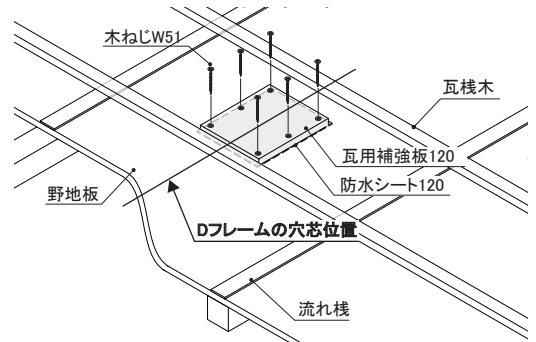 木ねじW51
瓦桟木
瓦用補強板120
防水シート120
野地板
Dフレームの穴芯位置
流れ桟